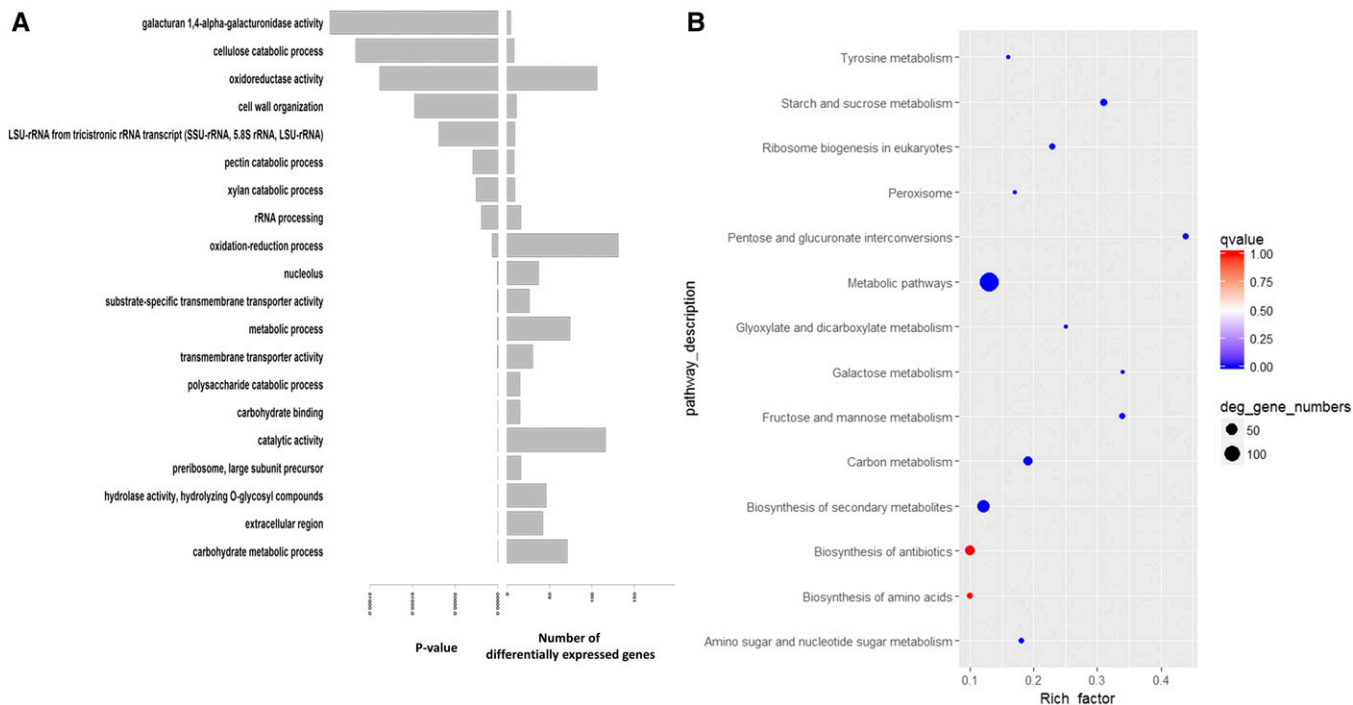 A
galacturan 1,4-alpha-galacturonidase activity
cellulose catabolic process
oxidoreductase activity
cell wall organization
LSU-rRNA from tricistronic rRNA transcript (SSU-rRNA, 5.8S rRNA, LSU-rRNA)
pectin catabolic process
xylan catabolic process
rRNA processing
oxidation-reduction process
nucleolus
substrate-specific transmembrane transporter activity
metabolic process
transmembrane transporter activity
polysaccharide catabolic process
carbohydrate binding
catalytic activity
preribosome, large subunit precursor
hydrolase activity, hydrolyzing O-glycosyl compounds
extracellular region
carbohydrate metabolic process
P-value
Number of
differentially expressed genes
B
pathway_description
Tyrosine metabolism
Starch and sucrose metabolism
Ribosome biogenesis in eukaryotes
Peroxisome
Pentose and glucuronate interconversions
Metabolic pathways
Glyoxylate and dicarboxylate metabolism
Galactose metabolism
Fructose and mannose metabolism
Carbon metabolism
Biosynthesis of secondary metabolites
Biosynthesis of antibiotics
Biosynthesis of amino acids
Amino sugar and nucleotide sugar metabolism
0.1 0.2 0.3 0.4
Rich_factor
qvalue
1.00
0.75
0.50
0.25
0.00
deg_gene_numbers
50
100